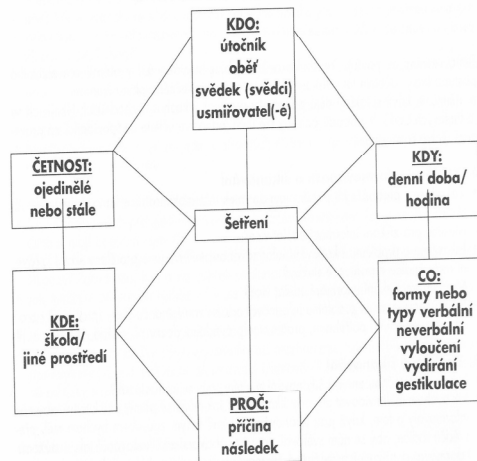 KDO:
útočník
oběť
svědek (svědci)
usmiřovatel(-é)
ČETNOST:
ojedinělé
nebo stále
KDY:
denní doba/
hodina
Šetření
KDE:
škola/
jiné prostředí
CO:
formy nebo
typy verbální
neverbální
vyloučení
vydírání
gestikulace
PROČ:
příčina
následek